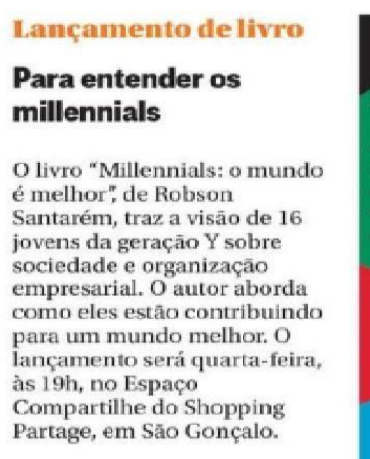 Lançamento de livro
Para entender os
millennials
O livro “Millennials: o mundo
é melhor”, de Robson
Santarém, traz a visão de 16
jovens da geração Y sobre
sociedade e organização
empresarial. O autor aborda
como eles estão contribuindo
para um mundo melhor. O
lançamento será quarta-feira,
às 19h, no Espaço
Compartilhe do Shopping
Partage, em São Gonçalo.